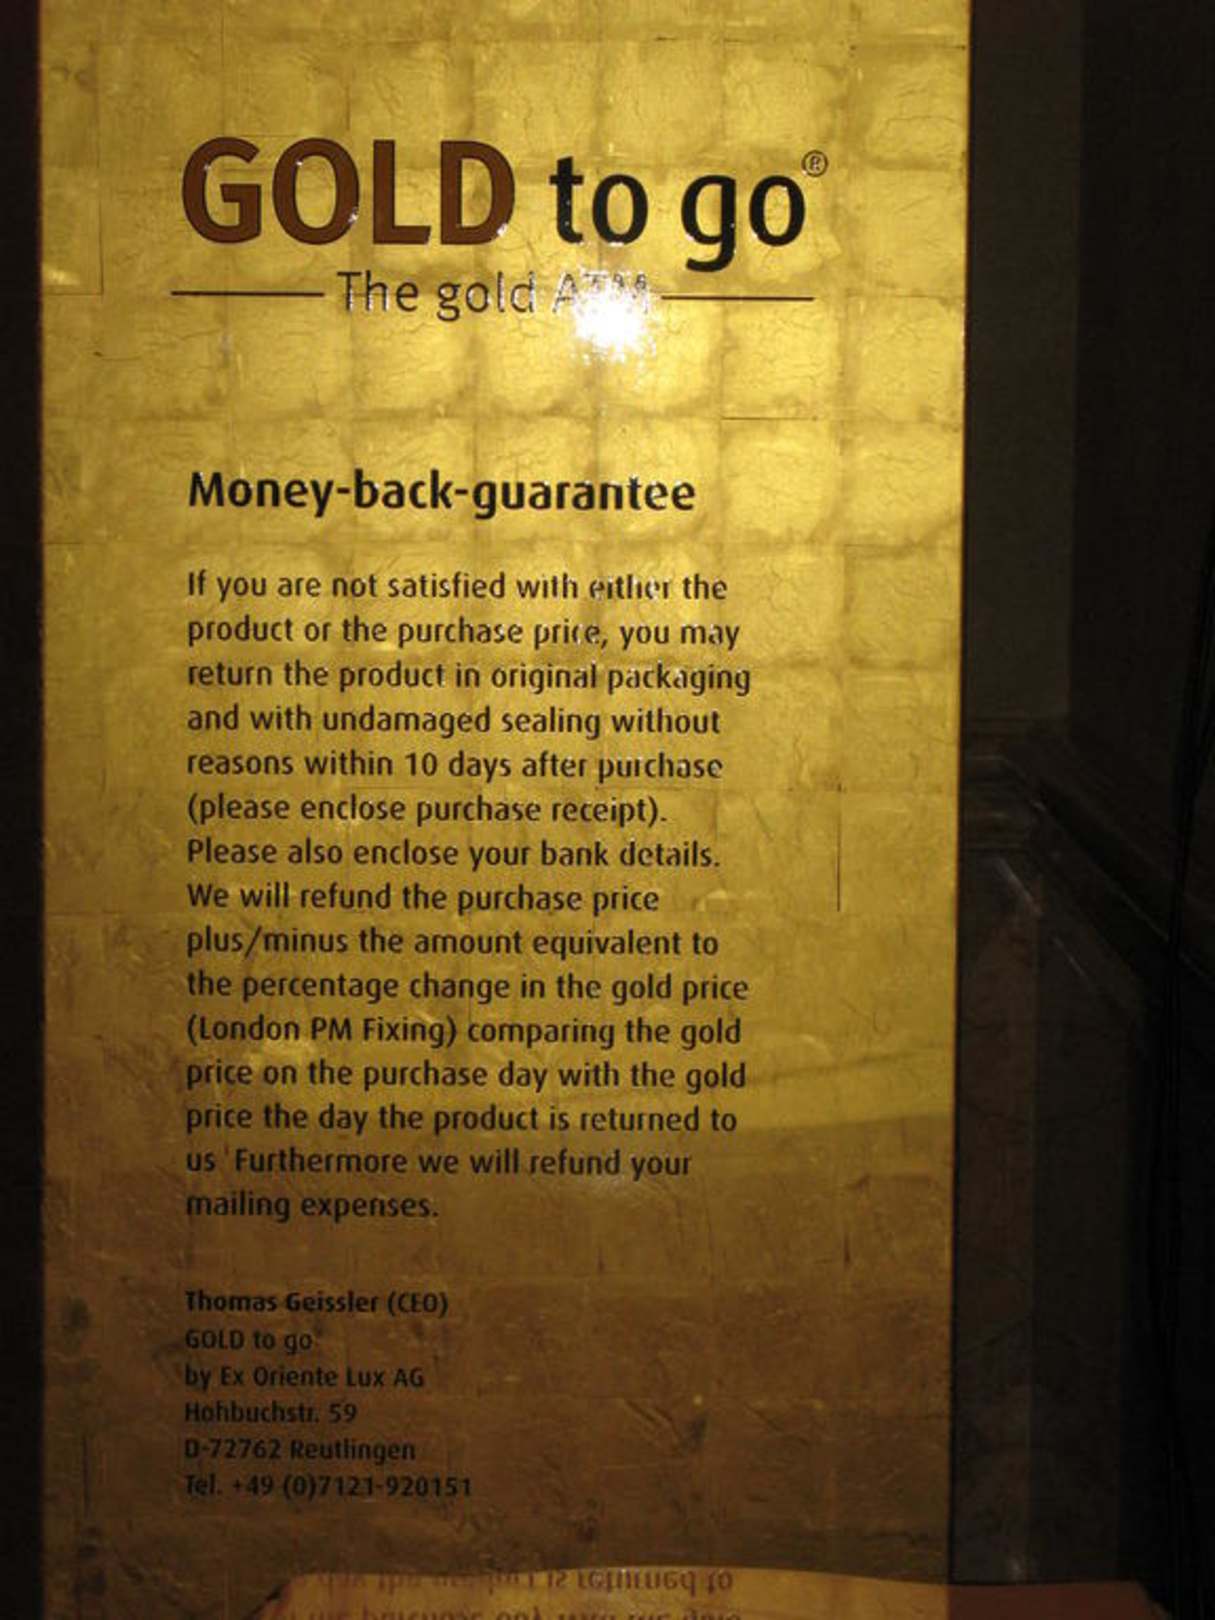 GOLD to go®
The gold ATM
Money-back-guarantee
If you are not satisfied with either the
product or the purchase price, you may
return the product in original packaging
and with undamaged sealing without
reasons within 10 days after purchase
(please enclose purchase receipt).
Please also enclose your bank details.
We will refund the purchase price
plus/minus the amount equivalent to
the percentage change in the gold price
(London PM Fixing) comparing the gold
price on the purchase day with the gold
price the day the product is returned to
us Furthermore we will refund your
mailing expenses.
Thomas Geissler (CEO)
GOLD to go
by Ex Oriente Lux AG
Hohbuchstr. 59
D-72762 Reutlingen
Tel. +49 (0)7121-920151